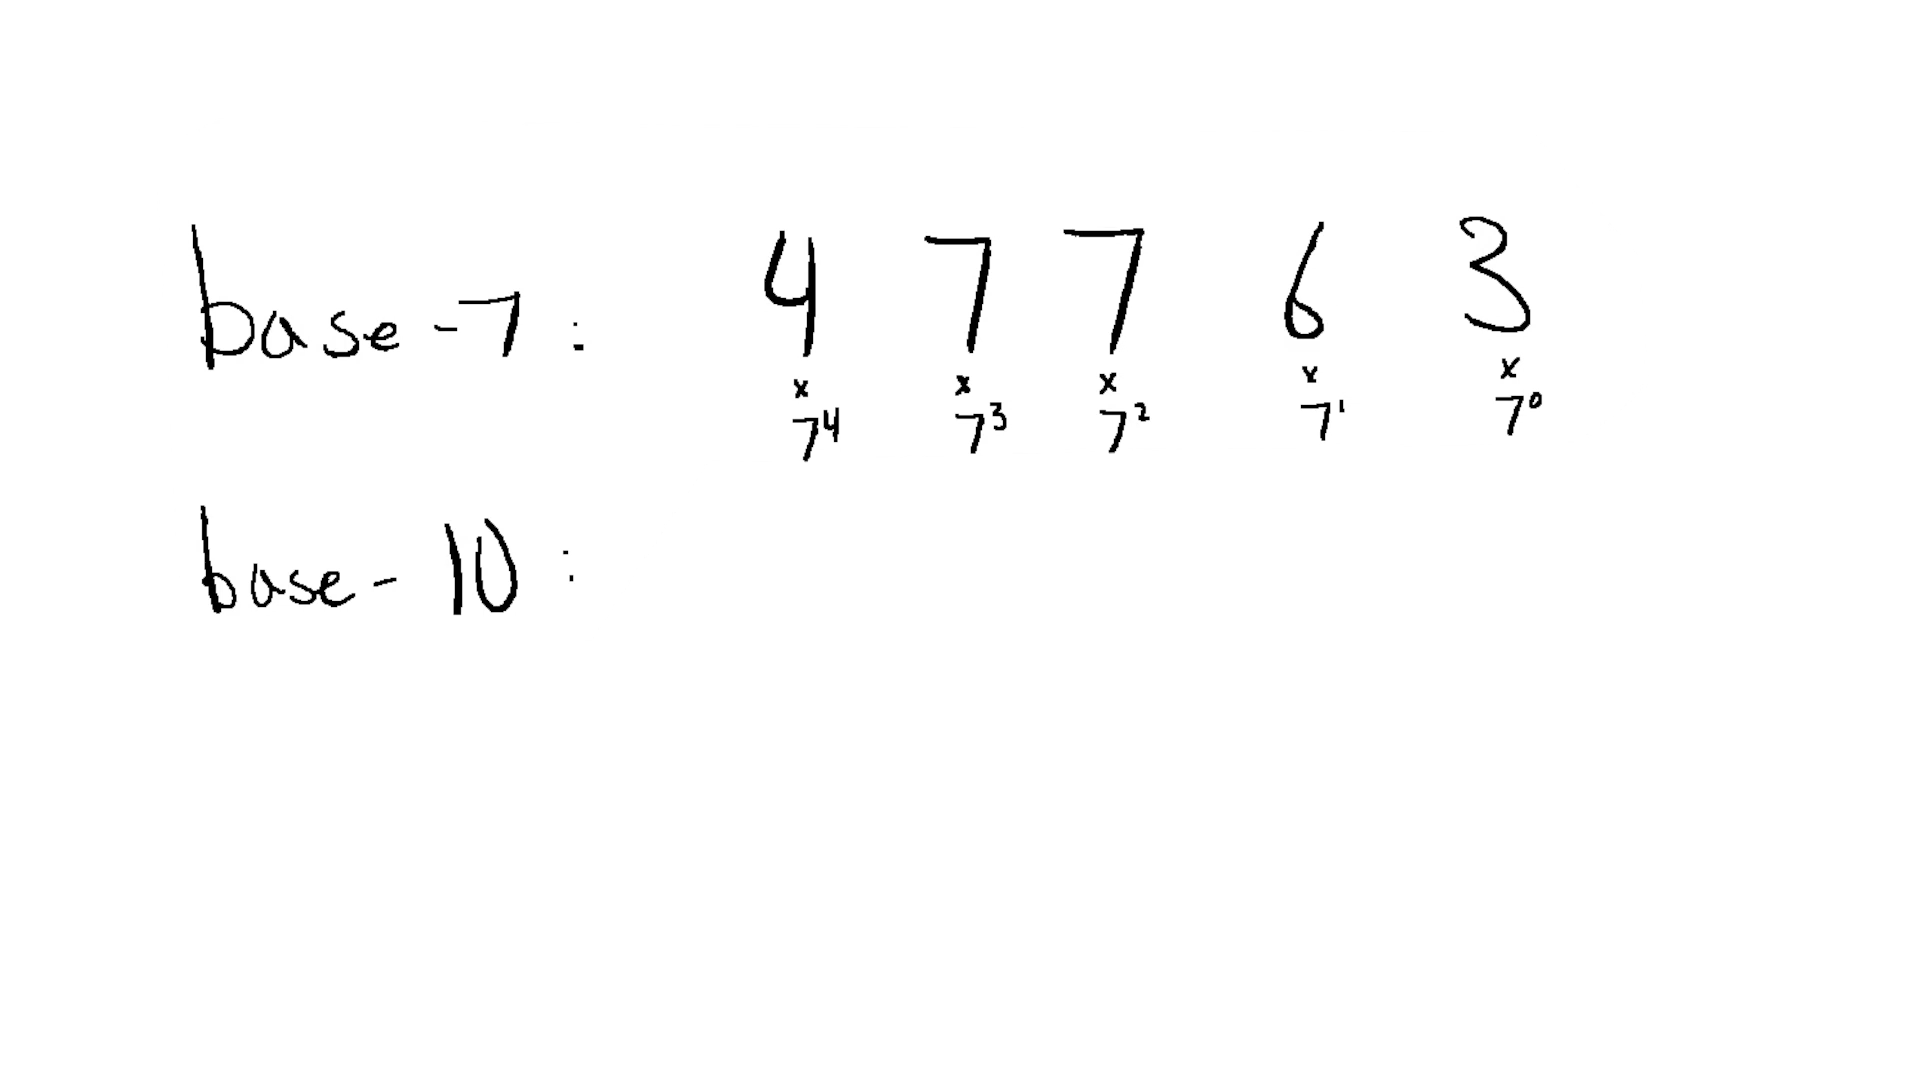 base-7: 4 7 7 6 3
x x x x x
7⁴ 7³ 7² 7¹ 7⁰
base-10: